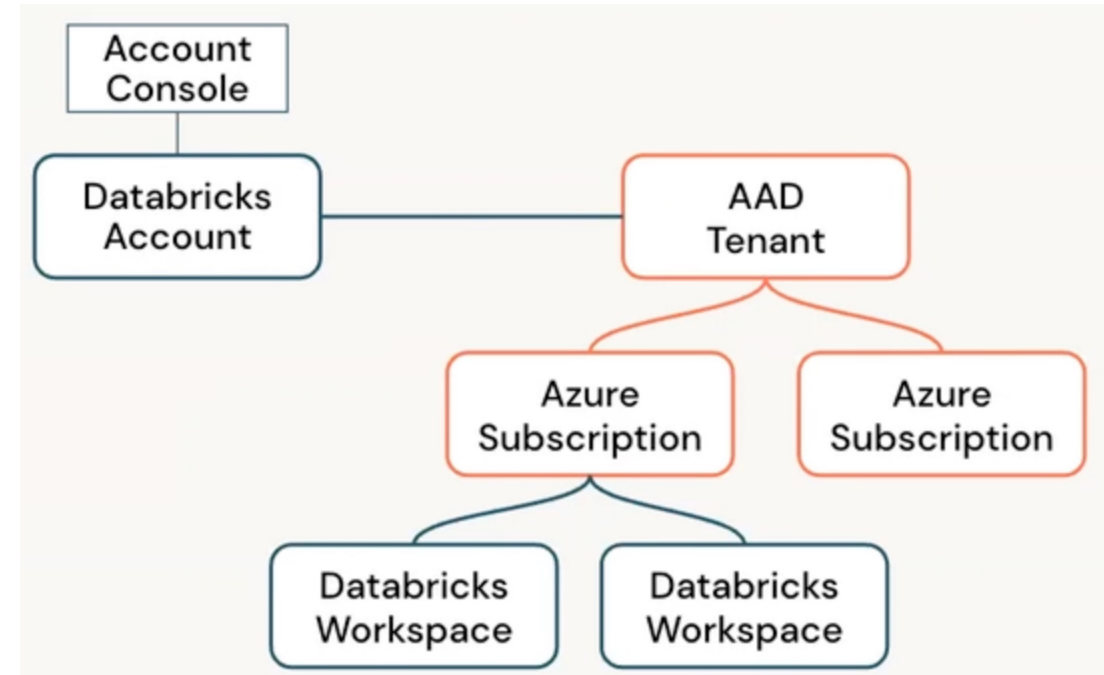 Account
Console
Databricks
Account
AAD
Tenant
Azure
Subscription
Azure
Subscription
Databricks
Workspace
Databricks
Workspace